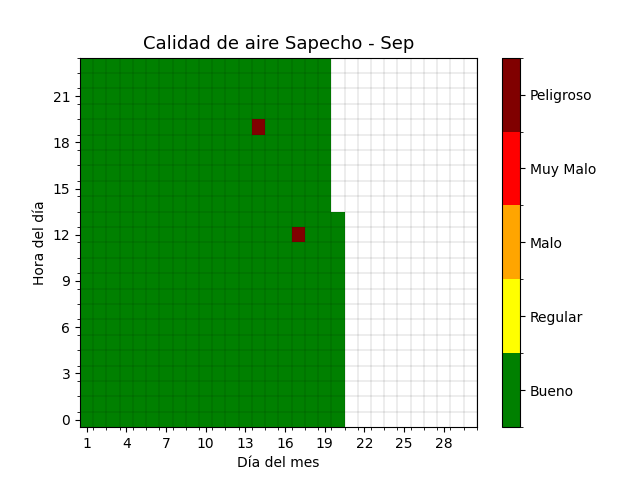 Calidad de aire Sapecho - Sep
Hora del día
21
18
15
12
9
6
3
0
1 4 7 10 13 16 19 22 25 28
Día del mes
Peligroso
Muy Malo
Malo
Regular
Bueno